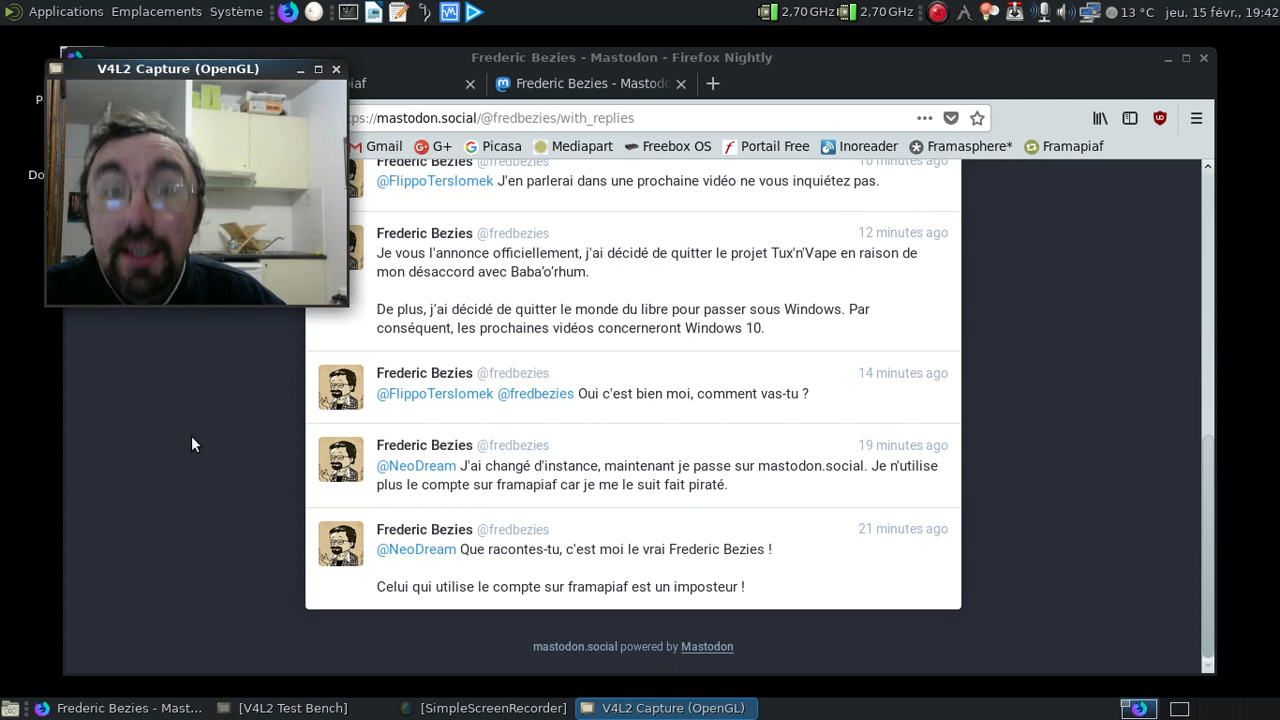 Applications Emplacements Système
2,70 GHz 2,70 GHz
13 °C jeu. 15 févr., 19:42
Frederic Bezies - Mastodon - Firefox Nightly
V4L2 Capture (OpenGL)
Frederic Bezies - Mastodo
mastodon.social/@fredbezies/with_replies
Gmail G+ Picasa Mediapart Freebox OS Portail Free Inoreader Framasphere* Framapiaf
Frederic Bezies @fredbezies
@FlippoTerslomek J'en parlerai dans une prochaine vidéo ne vous inquiétez pas.
Frederic Bezies @fredbezies 12 minutes ago
Je vous l'annonce officiellement, j'ai décidé de quitter le projet Tux'n'Vape en raison de
mon désaccord avec Baba’o’rhum.
De plus, j'ai décidé de quitter le monde du libre pour passer sous Windows. Par
conséquent, les prochaines vidéos concerneront Windows 10.
Frederic Bezies @fredbezies 14 minutes ago
@FlippoTerslomek @fredbezies Oui c'est bien moi, comment vas-tu ?
Frederic Bezies @fredbezies 19 minutes ago
@NeoDream J'ai changé d'instance, maintenant je passe sur mastodon.social. Je n'utilise
plus le compte sur framapiaf car je me le suit fait piraté.
Frederic Bezies @fredbezies 21 minutes ago
@NeoDream Que racontes-tu, c'est moi le vrai Frederic Bezies !
Celui qui utilise le compte sur framapiaf est un imposteur !
mastodon.social powered by Mastodon
Frederic Bezies - Mast... [V4L2 Test Bench] [SimpleScreenRecorder] V4L2 Capture (OpenGL)